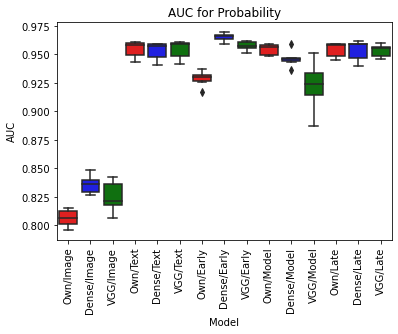 AUC for Probability
AUC
0.975
0.950
0.925
0.900
0.875
0.850
0.825
0.800
Own/Image
Dense/Image
VGG/Image
Own/Text
Dense/Text
VGG/Text
Own/Early
Dense/Early
VGG/Early
Own/Model
Dense/Model
VGG/Model
Own/Late
Dense/Late
VGG/Late
Model